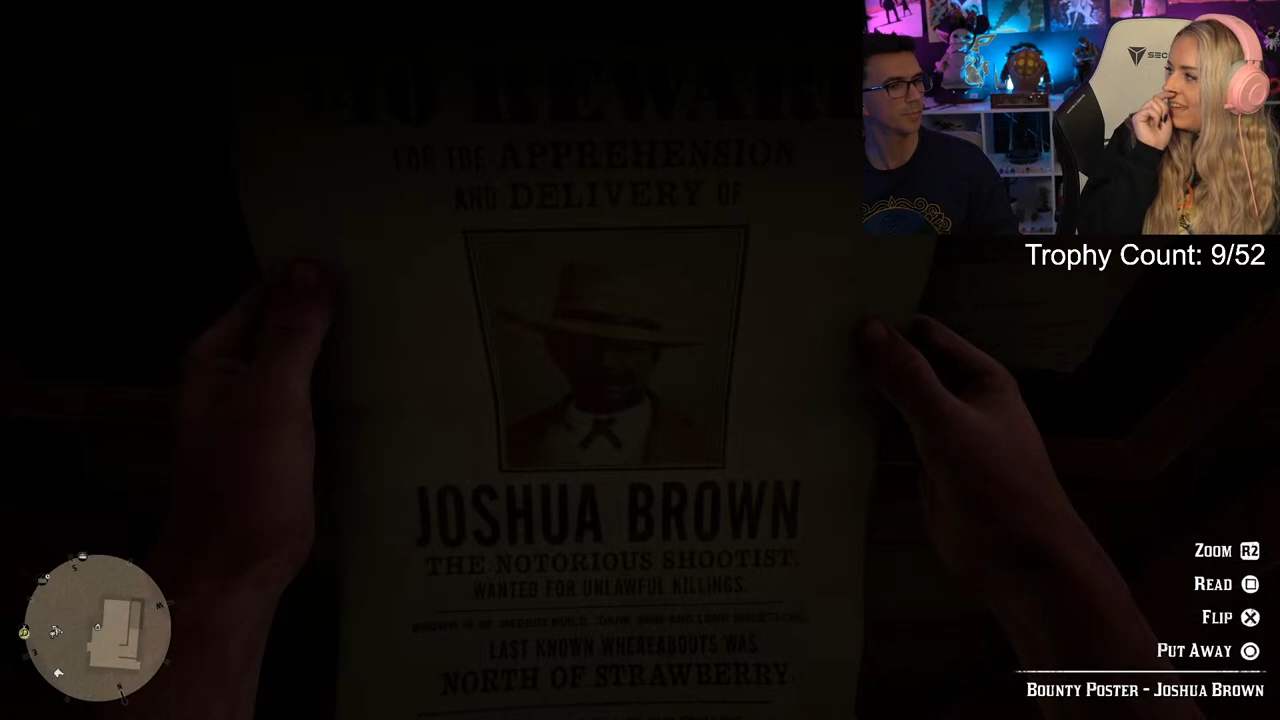 FOR THE APPREHENSION
AND DELIVERY OF
JOSHUA BROWN
THE NOTORIOUS SHOOTIST.
WANTED FOR UNLAWFUL KILLINGS.
LAST KNOWN WHEREABOUTS WAS
NORTH OF STRAWBERRY.
Trophy Count: 9/52
ZOOM R2
READ
FLIP
PUT AWAY
BOUNTY POSTER - JOSHUA BROWN